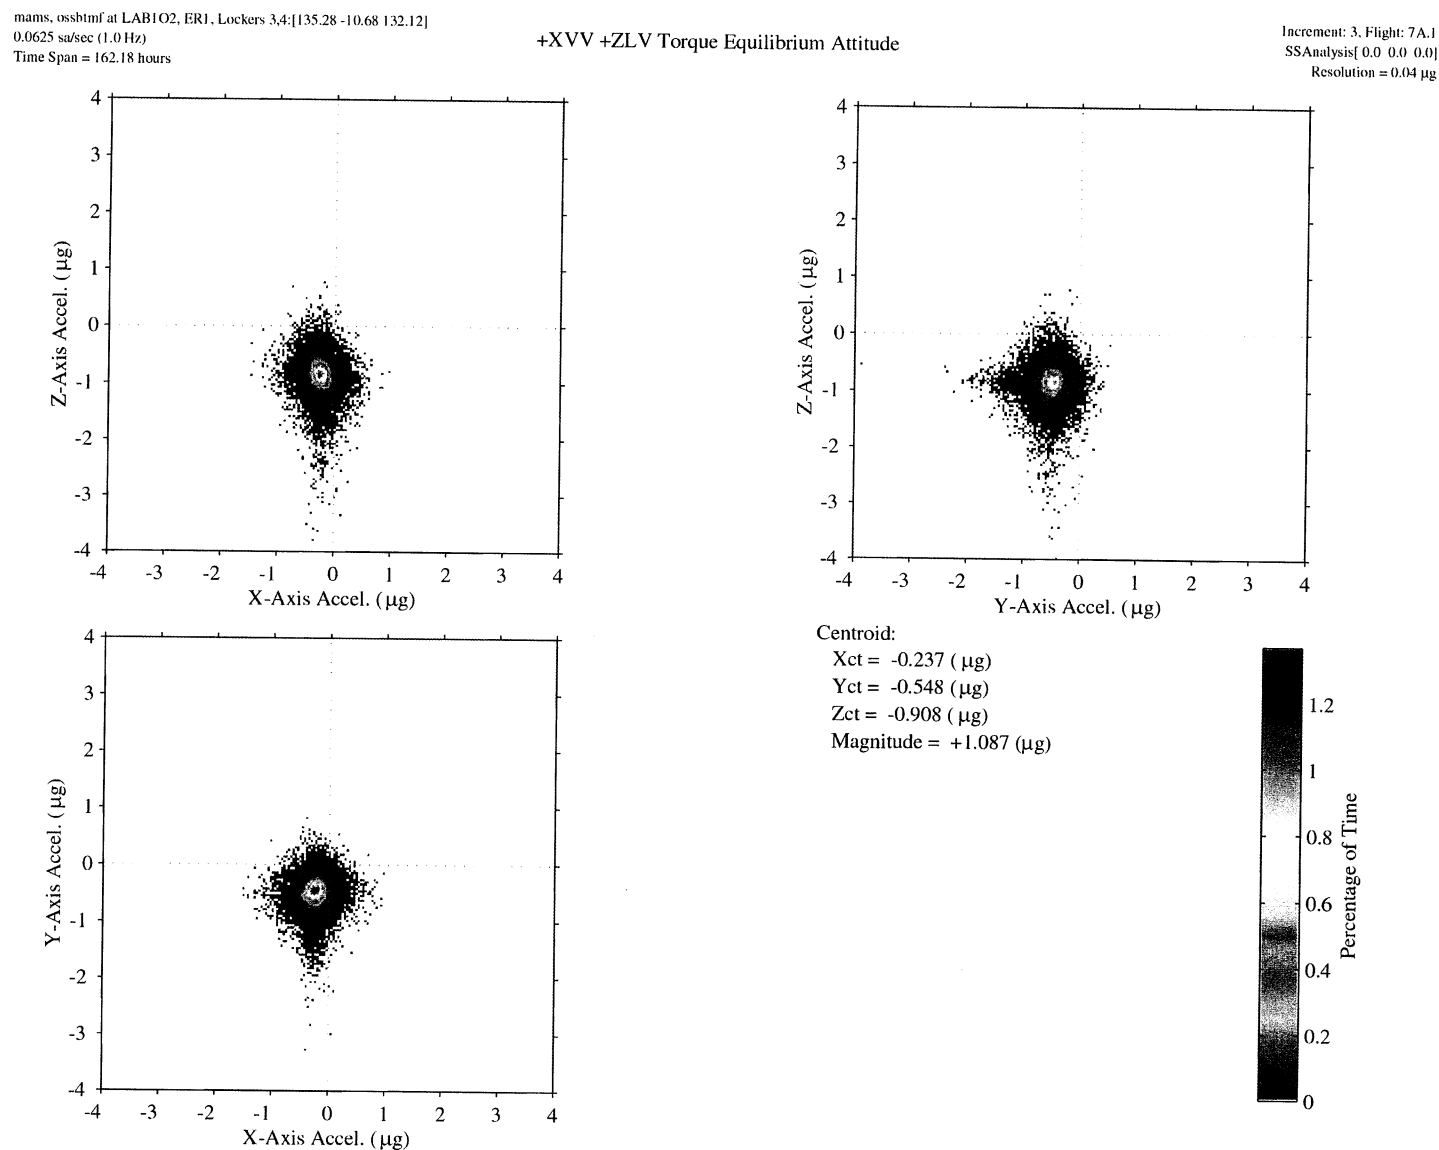 mams, ossbtmf at LAB1O2, ER1, Lockers 3,4:[135.28 -10.68 132.12]
0.0625 sa/sec (1.0 Hz)
Time Span = 162.18 hours
+XVV +ZLV Torque Equilibrium Attitude
Increment: 3, Flight: 7A.1
SSAnalysis[ 0.0 0.0 0.0]
Resolution = 0.04 µg
4
3
2
1
0
-1
-2
-3
-4
Z-Axis Accel. (µg)
-4 -3 -2 -1 0 1 2 3 4
X-Axis Accel. (µg)
4
3
2
1
0
-1
-2
-3
-4
Z-Axis Accel. (µg)
-4 -3 -2 -1 0 1 2 3 4
Y-Axis Accel. (µg)
4
3
2
1
0
-1
-2
-3
-4
Y-Axis Accel. (µg)
-4 -3 -2 -1 0 1 2 3 4
X-Axis Accel. (µg)
Centroid:
Xct = -0.237 (µg)
Yct = -0.548 (µg)
Zct = -0.908 (µg)
Magnitude = +1.087 (µg)
1.2
1
0.8
0.6
0.4
0.2
0
Percentage of Time